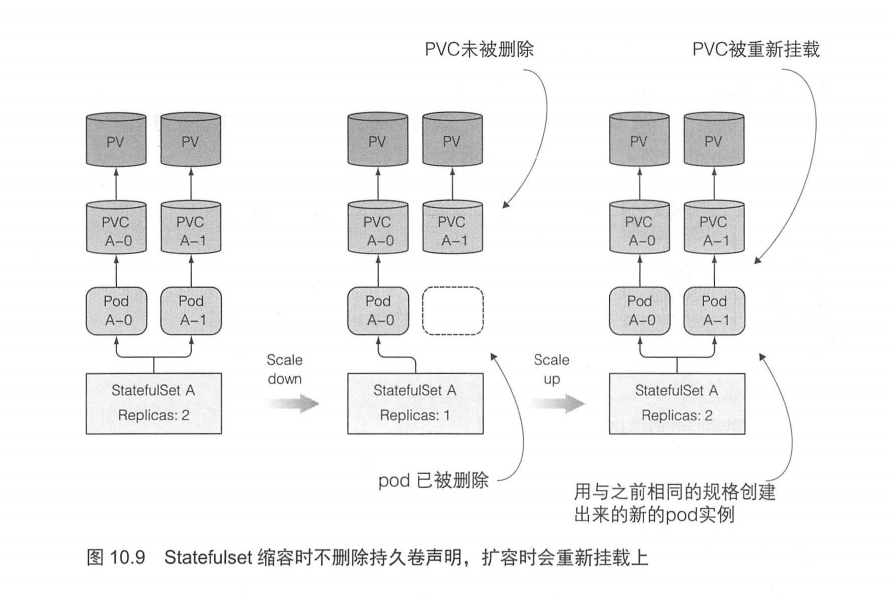 PVC未被删除
PVC被重新挂载
PV PV PV PV PV PV
PVC A-0 PVC A-1 PVC A-0 PVC A-1 PVC A-0 PVC A-1
Pod A-0 Pod A-1 Pod A-0 Pod A-0 Pod A-1
Scale down
Scale up
StatefulSet A
Replicas: 2
StatefulSet A
Replicas: 1
StatefulSet A
Replicas: 2
pod 已被删除
用与之前相同的规格创建
出来的新的pod实例
图 10.9 Statefulset 缩容时不删除持久卷声明，扩容时会重新挂载上